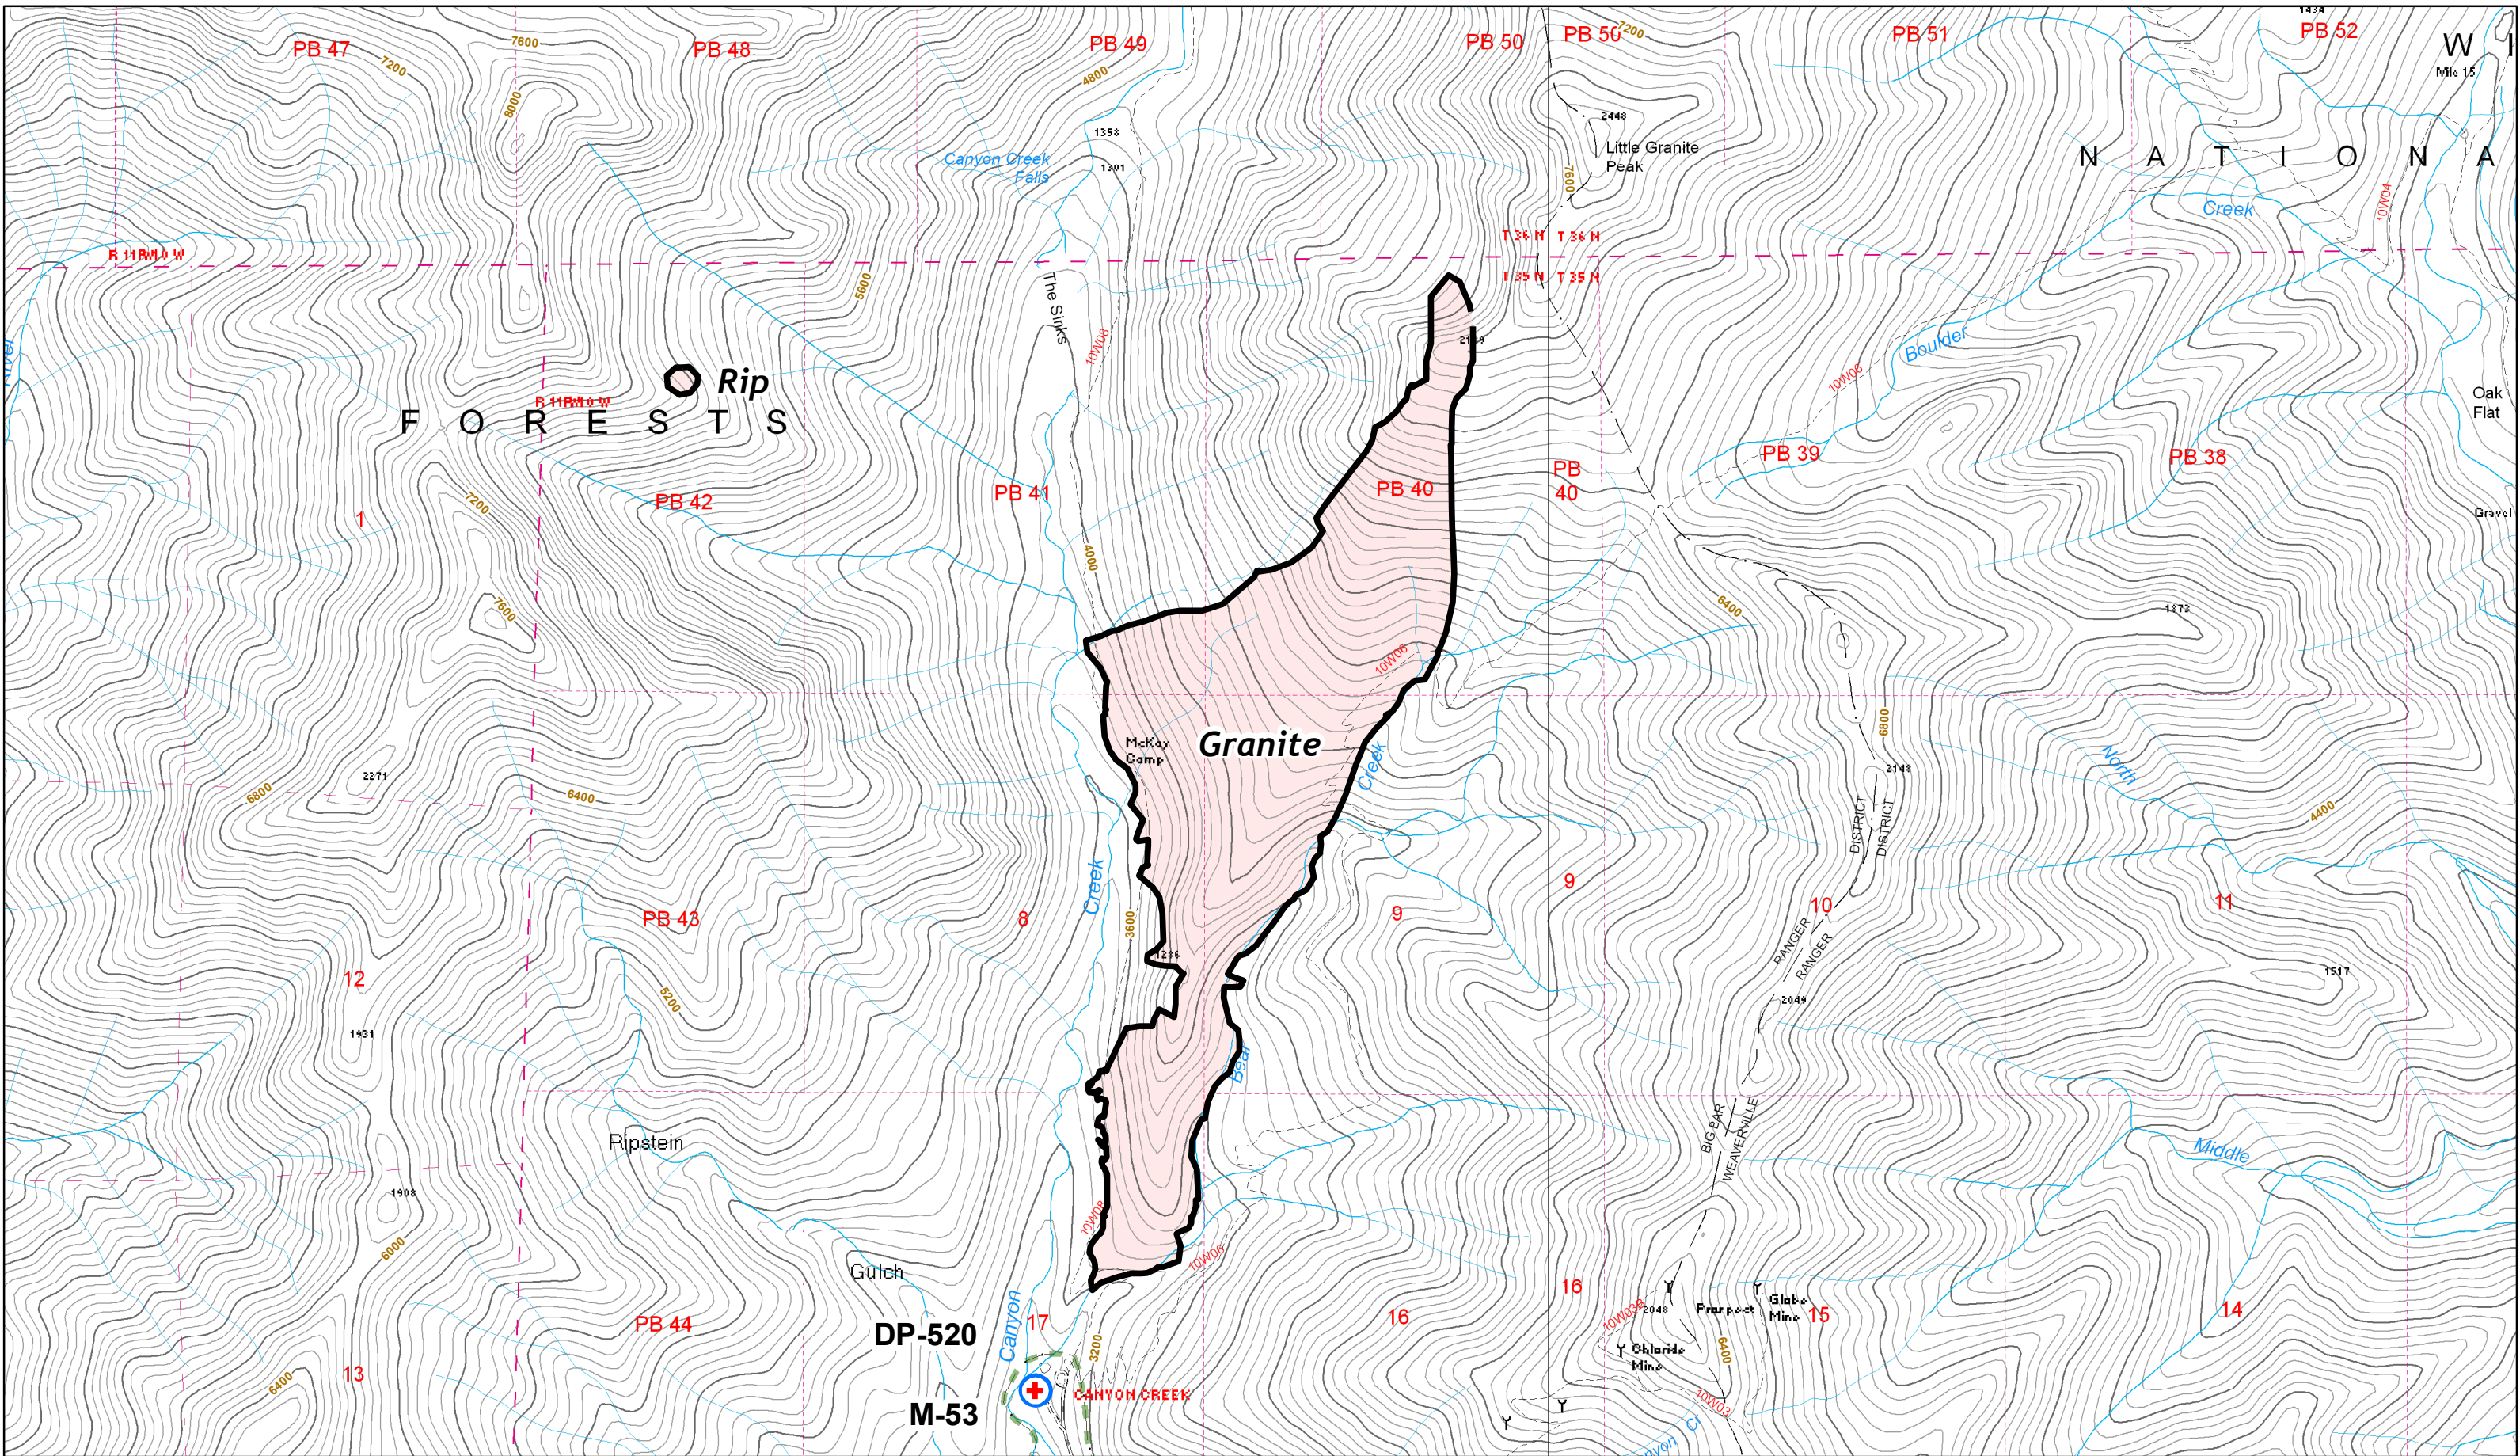 1434
PB 47
7600
PB 48
PB 49
PB 50
PB 50
7200
PB 51
PB 52
W I
7200
4800
Mile 15
8000
1358
2448
Canyon Creek
Falls
1301
Little Granite
Peak
7600
N A T I O N A
10W04
Creek
T 36 N
T 36 N
T 35 N
T 35 N
5600
The Sinks
10W08
River
Boulder
10W06
Rip
Oak
Flat
F O R E S T S
PB 39
PB 38
PB
40
PB 40
PB 41
PB 42
7200
1
Gravel
4000
7600
6400
1873
10W06
6800
McKay
Camp
Granite
Creek
North
2271
2148
6800
6400
4400
DISTRICT
DISTRICT
Creek
3600
PB 43
8
9
9
10
11
RANGER
RANGER
1286
12
5200
1517
2049
1931
Bear
BIG BAR
WEAVERVILLE
Ripstein
Middle
1908
10W08
6000
10W06
Gulch
16
16
Canyon
17
3200
PB 44
DP-520
10W03B
2048
Prospect
Globe
Mine
15
14
Chloride
Mine
6400
13
6400
CANYON CREEK
10W03
M-53